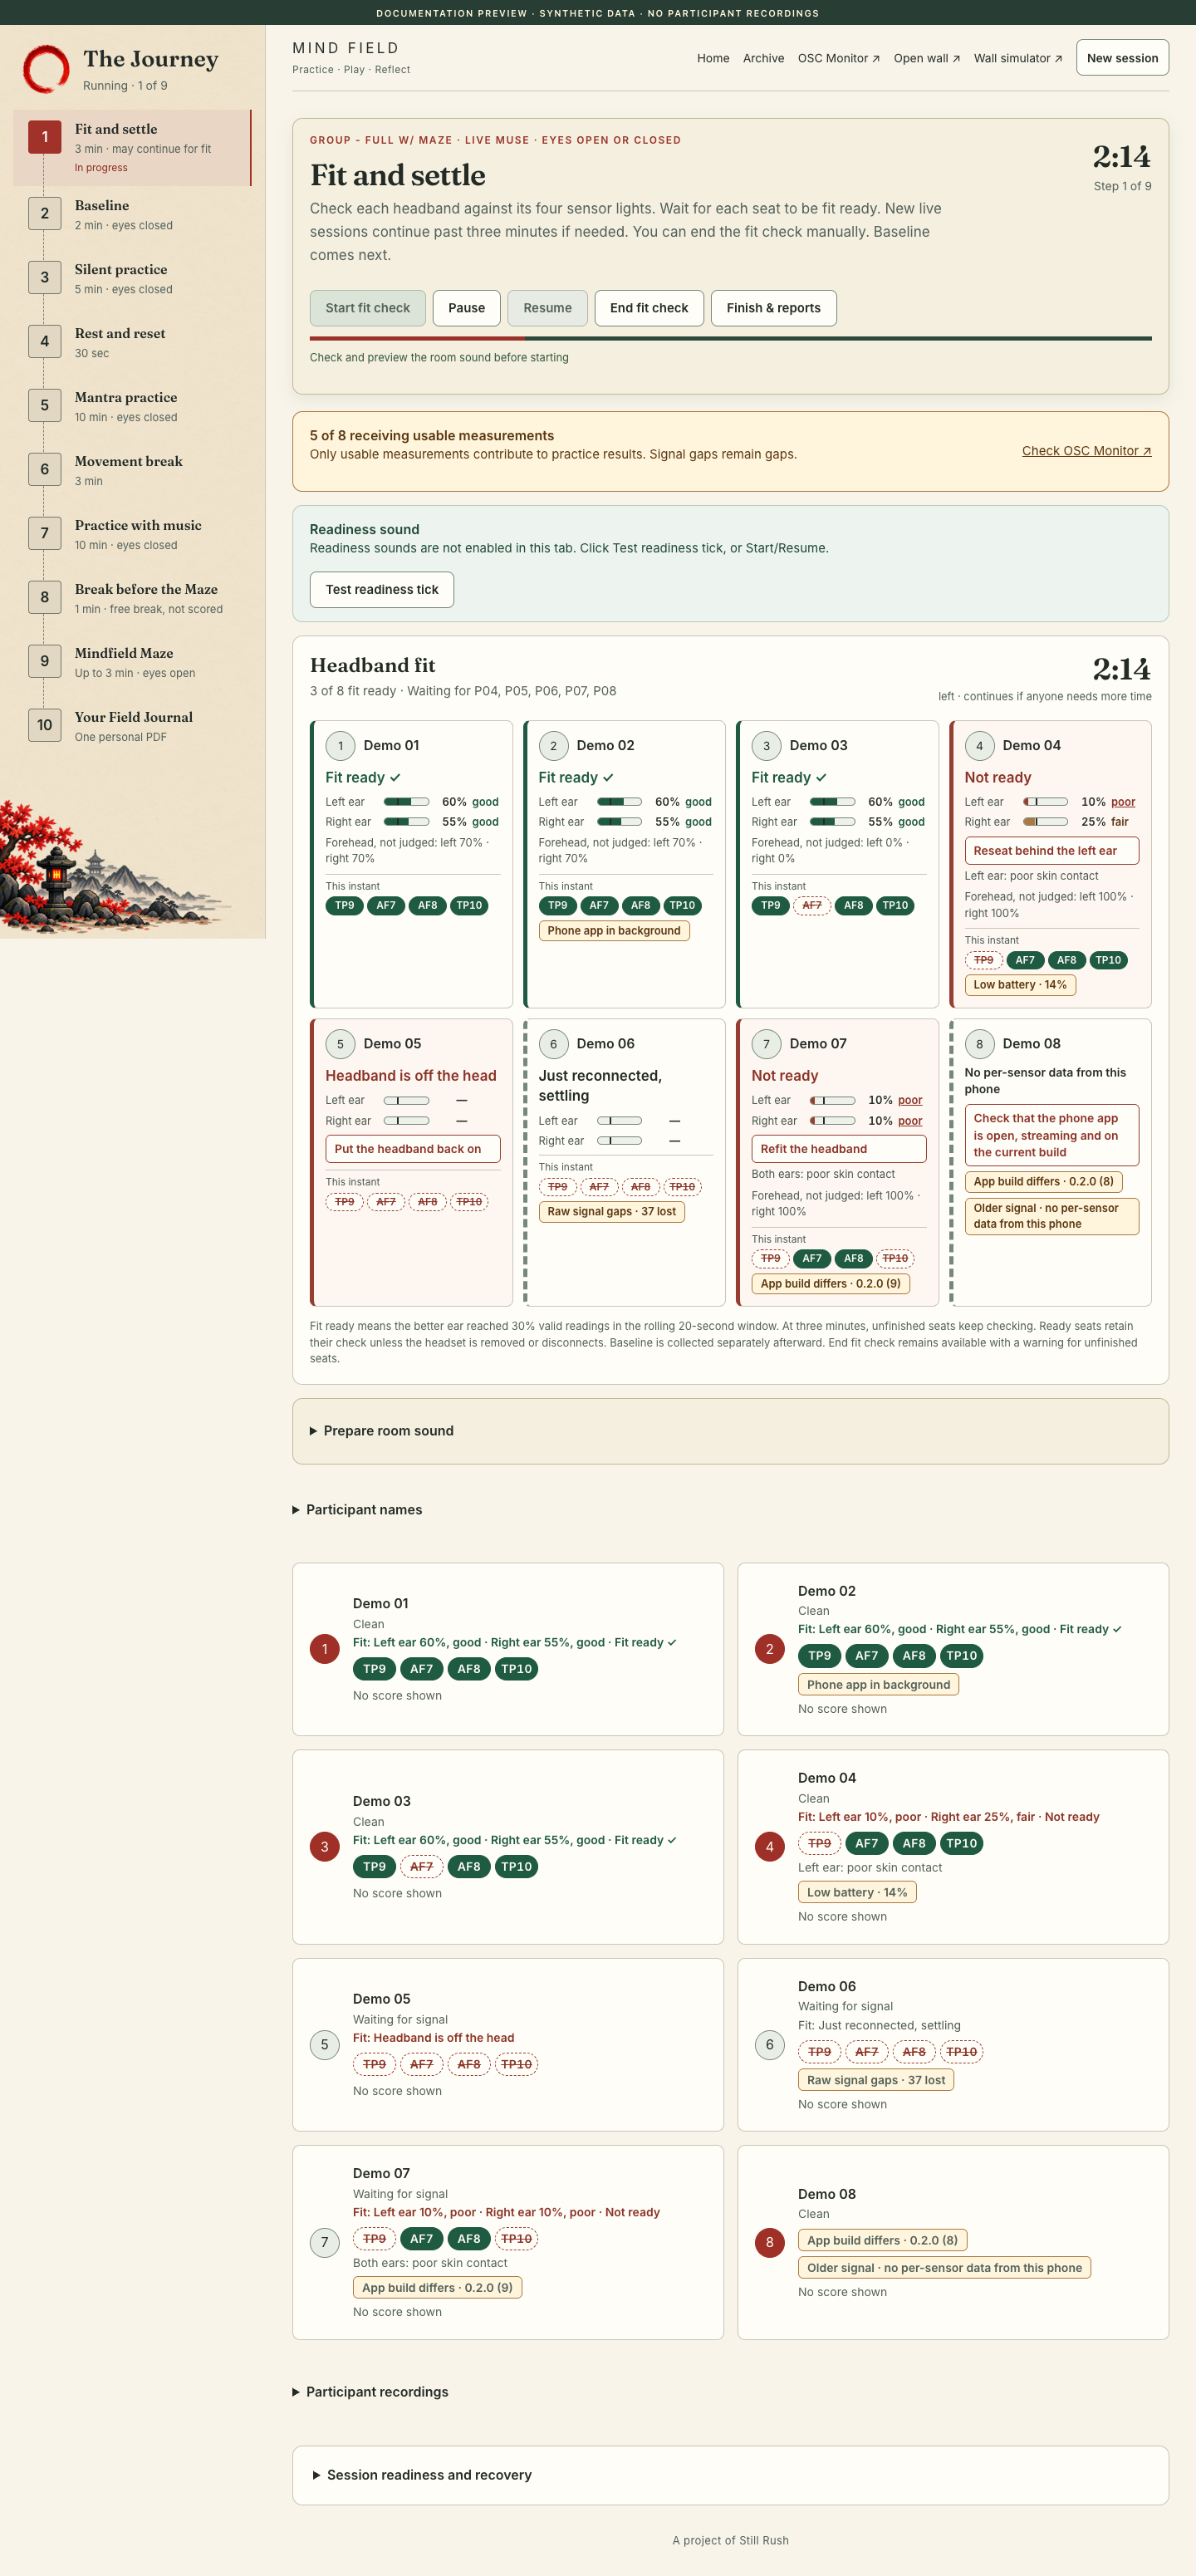 DOCUMENTATION PREVIEW · SYNTHETIC DATA · NO PARTICIPANT RECORDINGS
The Journey
Running · 1 of 9
1
Fit and settle
3 min · may continue for fit
In progress
2
Baseline
2 min · eyes closed
3
Silent practice
5 min · eyes closed
4
Rest and reset
30 sec
5
Mantra practice
10 min · eyes closed
6
Movement break
3 min
7
Practice with music
10 min · eyes closed
8
Break before the Maze
1 min · free break, not scored
9
Mindfield Maze
Up to 3 min · eyes open
10
Your Field Journal
One personal PDF
MIND FIELD
Practice · Play · Reflect
Home Archive OSC Monitor ↗ Open wall ↗ Wall simulator ↗ New session
GROUP - FULL W/ MAZE · LIVE MUSE · EYES OPEN OR CLOSED
Fit and settle
2:14
Step 1 of 9
Check each headband against its four sensor lights. Wait for each seat to be fit ready. New live
sessions continue past three minutes if needed. You can end the fit check manually. Baseline
comes next.
Start fit check Pause Resume End fit check Finish & reports
Check and preview the room sound before starting
5 of 8 receiving usable measurements
Only usable measurements contribute to practice results. Signal gaps remain gaps.
Check OSC Monitor ↗
Readiness sound
Readiness sounds are not enabled in this tab. Click Test readiness tick, or Start/Resume.
Test readiness tick
Headband fit
3 of 8 fit ready · Waiting for P04, P05, P06, P07, P08
2:14
left · continues if anyone needs more time
1 Demo 01
Fit ready ✓
Left ear 60% good
Right ear 55% good
Forehead, not judged: left 70% ·
right 70%
This instant
TP9 AF7 AF8 TP10
2 Demo 02
Fit ready ✓
Left ear 60% good
Right ear 55% good
Forehead, not judged: left 70% ·
right 70%
This instant
TP9 AF7 AF8 TP10
Phone app in background
3 Demo 03
Fit ready ✓
Left ear 60% good
Right ear 55% good
Forehead, not judged: left 0% ·
right 0%
This instant
TP9 AF7 AF8 TP10
4 Demo 04
Not ready
Left ear 10% poor
Right ear 25% fair
Reseat behind the left ear
Left ear: poor skin contact
Forehead, not judged: left 100% ·
right 100%
This instant
TP9 AF7 AF8 TP10
Low battery · 14%
5 Demo 05
Headband is off the head
Left ear —
Right ear —
Put the headband back on
This instant
TP9 AF7 AF8 TP10
6 Demo 06
Just reconnected,
settling
Left ear —
Right ear —
This instant
TP9 AF7 AF8 TP10
Raw signal gaps · 37 lost
7 Demo 07
Not ready
Left ear 10% poor
Right ear 10% poor
Refit the headband
Both ears: poor skin contact
Forehead, not judged: left 100% ·
right 100%
This instant
TP9 AF7 AF8 TP10
App build differs · 0.2.0 (9)
8 Demo 08
No per-sensor data from this
phone
Check that the phone app
is open, streaming and on
the current build
App build differs · 0.2.0 (8)
Older signal · no per-sensor
data from this phone
Fit ready means the better ear reached 30% valid readings in the rolling 20-second window. At three minutes, unfinished seats keep checking. Ready seats retain
their check unless the headset is removed or disconnects. Baseline is collected separately afterward. End fit check remains available with a warning for unfinished
seats.
▶ Prepare room sound
▶ Participant names
1
Demo 01
Clean
Fit: Left ear 60%, good · Right ear 55%, good · Fit ready ✓
TP9 AF7 AF8 TP10
No score shown
2
Demo 02
Clean
Fit: Left ear 60%, good · Right ear 55%, good · Fit ready ✓
TP9 AF7 AF8 TP10
Phone app in background
No score shown
3
Demo 03
Clean
Fit: Left ear 60%, good · Right ear 55%, good · Fit ready ✓
TP9 AF7 AF8 TP10
No score shown
4
Demo 04
Clean
Fit: Left ear 10%, poor · Right ear 25%, fair · Not ready
TP9 AF7 AF8 TP10
Left ear: poor skin contact
Low battery · 14%
No score shown
5
Demo 05
Waiting for signal
Fit: Headband is off the head
TP9 AF7 AF8 TP10
No score shown
6
Demo 06
Waiting for signal
Fit: Just reconnected, settling
TP9 AF7 AF8 TP10
Raw signal gaps · 37 lost
No score shown
7
Demo 07
Waiting for signal
Fit: Left ear 10%, poor · Right ear 10%, poor · Not ready
TP9 AF7 AF8 TP10
Both ears: poor skin contact
App build differs · 0.2.0 (9)
No score shown
8
Demo 08
Clean
App build differs · 0.2.0 (8)
Older signal · no per-sensor data from this phone
No score shown
▶ Participant recordings
▶ Session readiness and recovery
A project of Still Rush